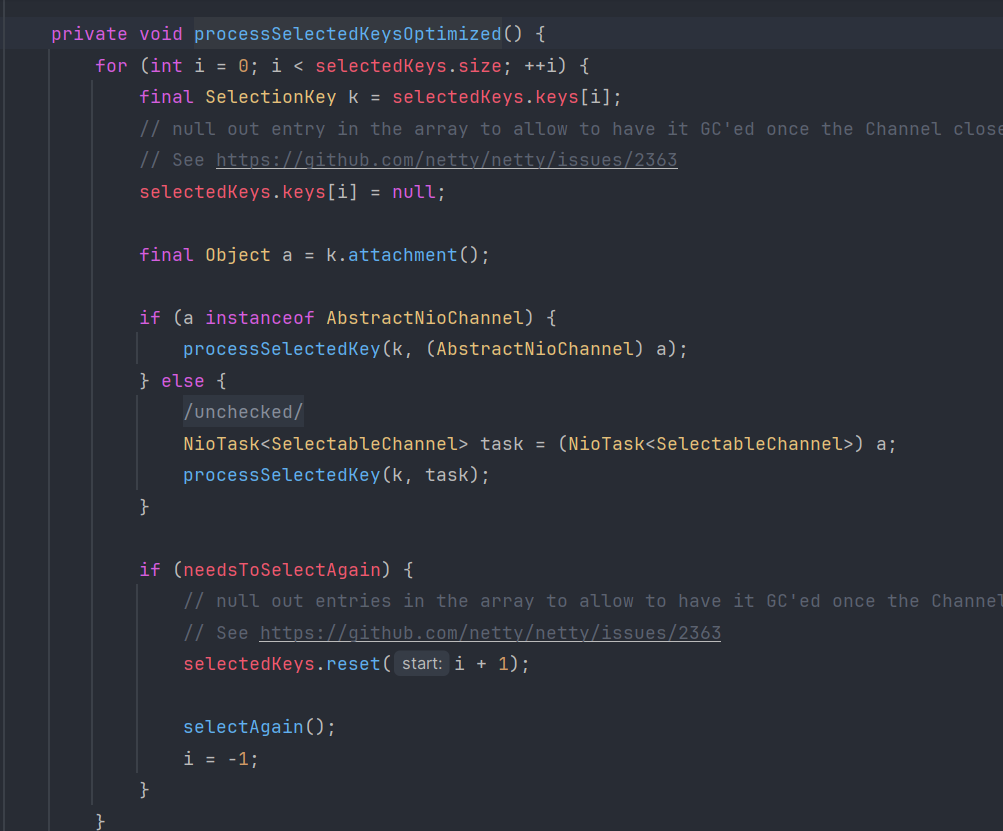 private void processSelectedKeysOptimized() {
for (int i = 0; i < selectedKeys.size; ++i) {
final SelectionKey k = selectedKeys.keys[i];
// null out entry in the array to allow to have it GC'ed once the Channel close
// See https://github.com/netty/netty/issues/2363
selectedKeys.keys[i] = null;
final Object a = k.attachment();
if (a instanceof AbstractNioChannel) {
processSelectedKey(k, (AbstractNioChannel) a);
} else {
/unchecked/
NioTask<SelectableChannel> task = (NioTask<SelectableChannel>) a;
processSelectedKey(k, task);
}
if (needsToSelectAgain) {
// null out entries in the array to allow to have it GC'ed once the Channel
// See https://github.com/netty/netty/issues/2363
selectedKeys.reset( start: i + 1);
selectAgain();
i = -1;
}
}